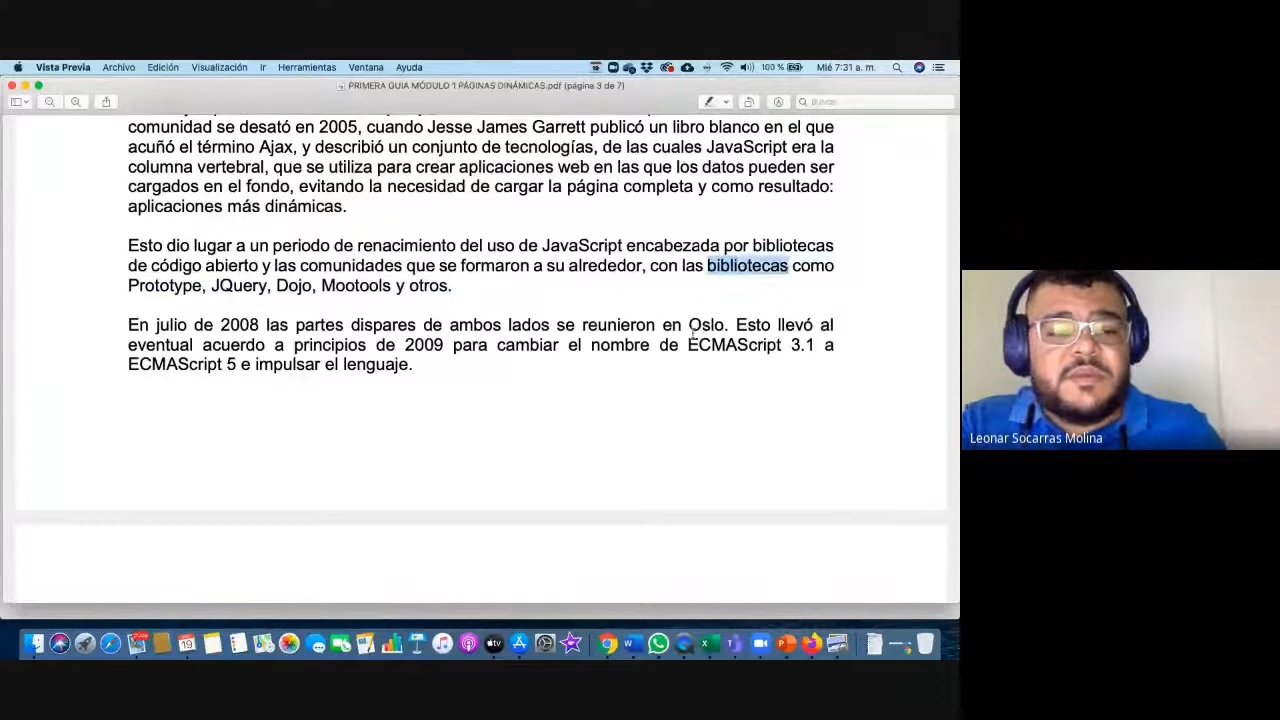 Vista Previa Archivo Edición Visualización Ir Herramientas Ventana Ayuda 100 % Mié 7:31 a. m.
PRIMERA GUIA MÓDULO 1 PÁGINAS DINÁMICAS.pdf (página 3 de 7)
Buscar
comunidad se desató en 2005, cuando Jesse James Garrett publicó un libro blanco en el que
acuñó el término Ajax, y describió un conjunto de tecnologías, de las cuales JavaScript era la
columna vertebral, que se utiliza para crear aplicaciones web en las que los datos pueden ser
cargados en el fondo, evitando la necesidad de cargar la página completa y como resultado:
aplicaciones más dinámicas.
Esto dio lugar a un periodo de renacimiento del uso de JavaScript encabezada por bibliotecas
de código abierto y las comunidades que se formaron a su alrededor, con las bibliotecas como
Prototype, JQuery, Dojo, Mootools y otros.
En julio de 2008 las partes dispares de ambos lados se reunieron en Oslo. Esto llevó al
eventual acuerdo a principios de 2009 para cambiar el nombre de ECMAScript 3.1 a
ECMAScript 5 e impulsar el lenguaje.
Leonar Socarras Molina